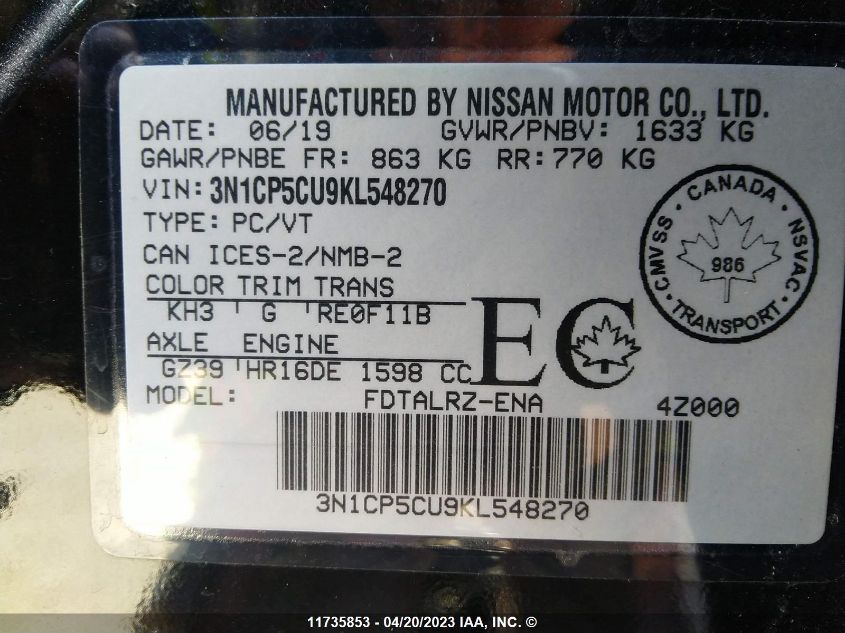 MANUFACTURED BY NISSAN MOTOR CO., LTD.
DATE: 06/19 GVWR/PNBV: 1633 KG
GAWR/PNBE FR: 863 KG RR: 770 KG
VIN: 3N1CP5CU9KL548270
TYPE: PC/VT
CAN ICES-2/NMB-2
COLOR TRIM TRANS
KH3 G RE0F11B
AXLE ENGINE
GZ39 HR16DE 1598 CC
MODEL: FDTALRZ-ENA 4Z000
EC
CMVSS · CANADA · NSVAC · TRANSPORT ·
986
3N1CP5CU9KL548270
11735853 - 04/20/2023 IAA, Inc. ©